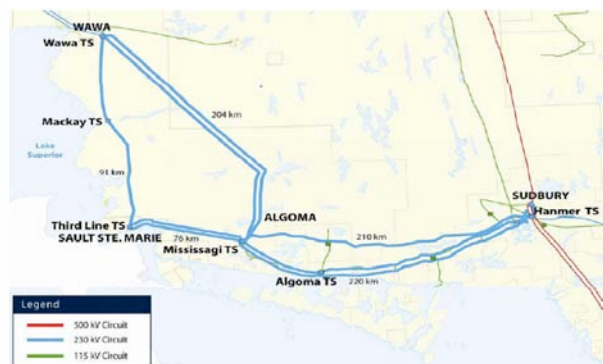 WAWA
Wawa TS
204 km
Mackay TS
Lake
Superior
91 km
ALGOMA
SUDBURY
Hanmer TS
Third Line TS
SAULT STE. MARIE
76 km
210 km
Mississagi TS
Algoma TS
220 km
Legend
500 kV Circuit
230 kV Circuit
115 kV Circuit